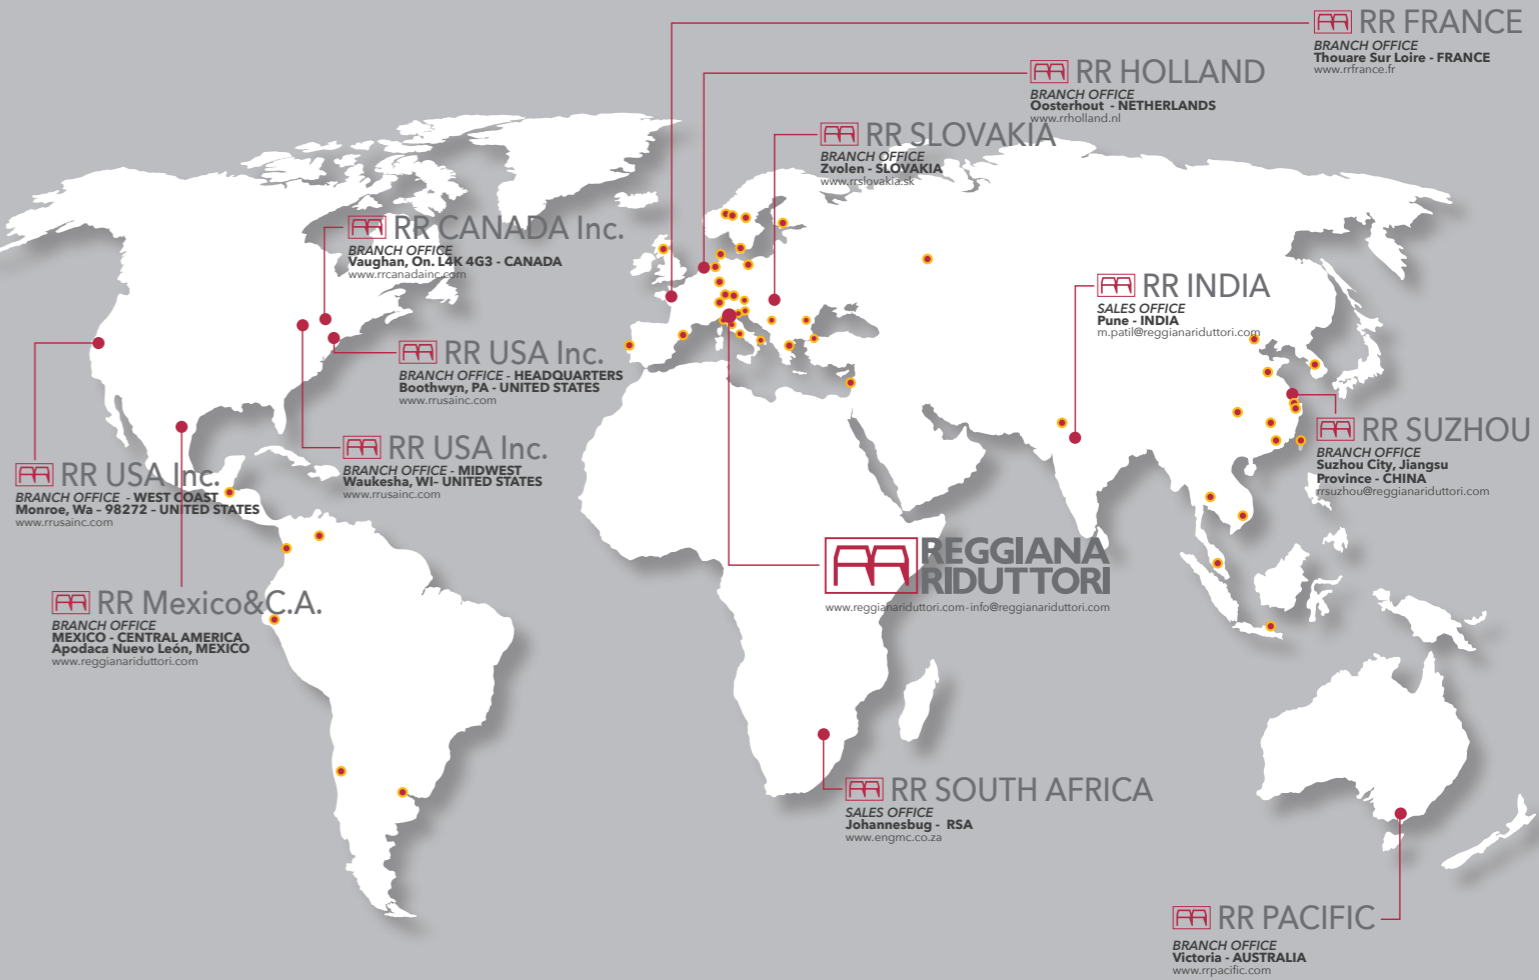 RR FRANCE
BRANCH OFFICE
Thouare Sur Loire - FRANCE
www.rrfrance.fr
RR HOLLAND
BRANCH OFFICE
Oosterhout - NETHERLANDS
www.rrholland.nl
RR SLOVAKIA
BRANCH OFFICE
Zvolen - SLOVAKIA
www.rrslovakia.sk
RR CANADA Inc.
BRANCH OFFICE
Vaughan, On. L4K 4G3 - CANADA
www.rrcanadainc.com
RR INDIA
SALES OFFICE
Pune - INDIA
m.patil@reggianariduttori.com
RR USA Inc.
BRANCH OFFICE - HEADQUARTERS
Boothwyn, PA - UNITED STATES
www.rrusainc.com
RR USA Inc.
BRANCH OFFICE - MIDWEST
Waukesha, WI- UNITED STATES
www.rrusainc.com
RR SUZHOU
BRANCH OFFICE
Suzhou City, Jiangsu
Province - CHINA
rrsuzhou@reggianariduttori.com
RR USA Inc.
BRANCH OFFICE - WEST COAST
Monroe, Wa - 98272 - UNITED STATES
www.rrusainc.com
REGGIANA
RIDUTTORI
www.reggianariduttori.com-info@reggianariduttori.com
RR Mexico&C.A.
BRANCH OFFICE
MEXICO - CENTRAL AMERICA
Apodaca Nuevo León, MEXICO
www.reggianariduttori.com
RR SOUTH AFRICA
SALES OFFICE
Johannesbug - RSA
www.engmc.co.za
RR PACIFIC
BRANCH OFFICE
Victoria - AUSTRALIA
www.rrpacific.com